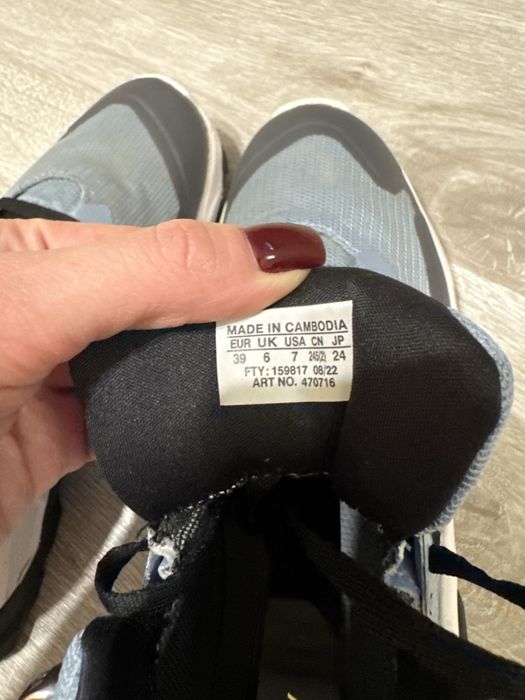 MADE IN CAMBODIA
EUR UK USA CN JP
39 6 7 245(2) 24
FTY: 159817 08/22
ART NO. 470716